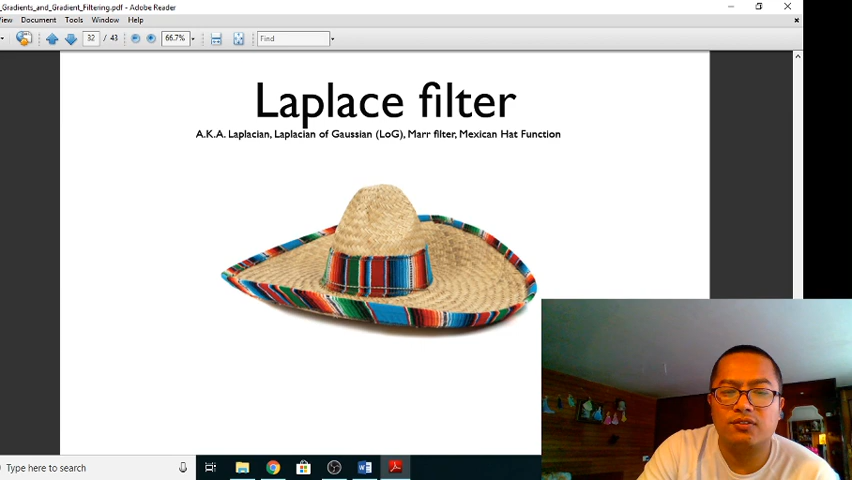 _Gradients_and_Gradient_Filtering.pdf - Adobe Reader
View Document Tools Window Help
32 / 43 66.7% Find
Laplace filter
A.K.A. Laplacian, Laplacian of Gaussian (LoG), Marr filter, Mexican Hat Function
Type here to search